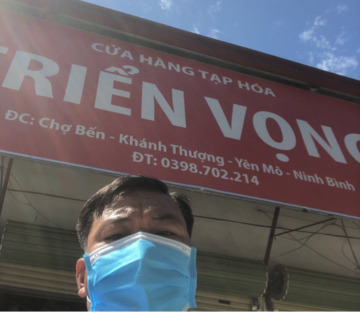 CỬA HÀNG TẠP HÓA
TRIỂN VỌNG
ĐC: Chợ Bến - Khánh Thượng - Yên Mô - Ninh Bình
ĐT: 0398.702.214